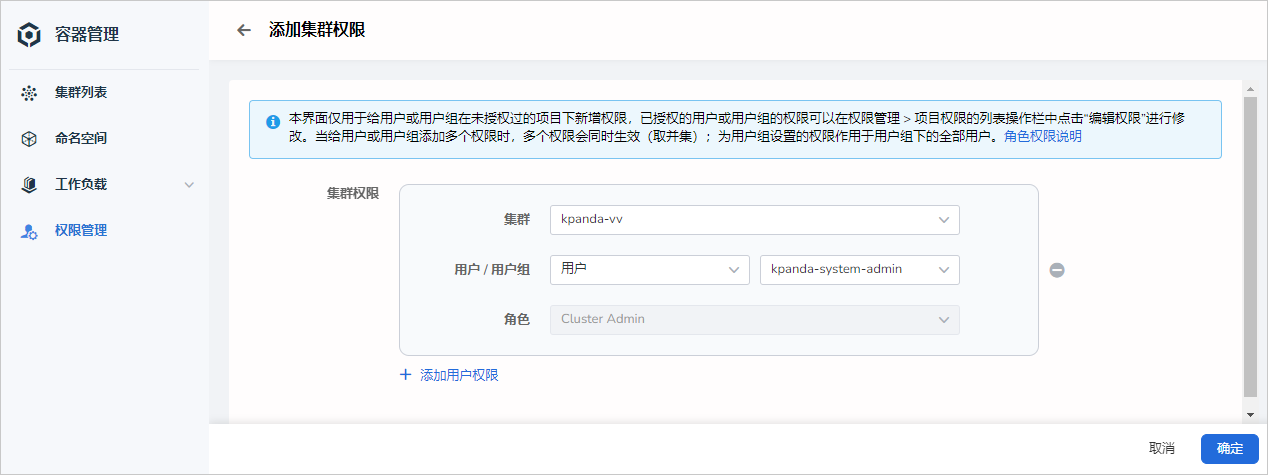 容器管理
集群列表
命名空间
工作负载
权限管理
添加集群权限
本界面仅用于给用户或用户组在未授权过的项目下新增权限，已授权的用户或用户组的权限可以在权限管理 > 项目权限的列表操作栏中点击“编辑权限”进行修
改。当给用户或用户组添加多个权限时，多个权限会同时生效（取并集）；为用户组设置的权限作用于用户组下的全部用户。角色权限说明
集群权限
集群 kpanda-vv
用户 / 用户组 用户 kpanda-system-admin
角色 Cluster Admin
添加用户权限
取消 确定